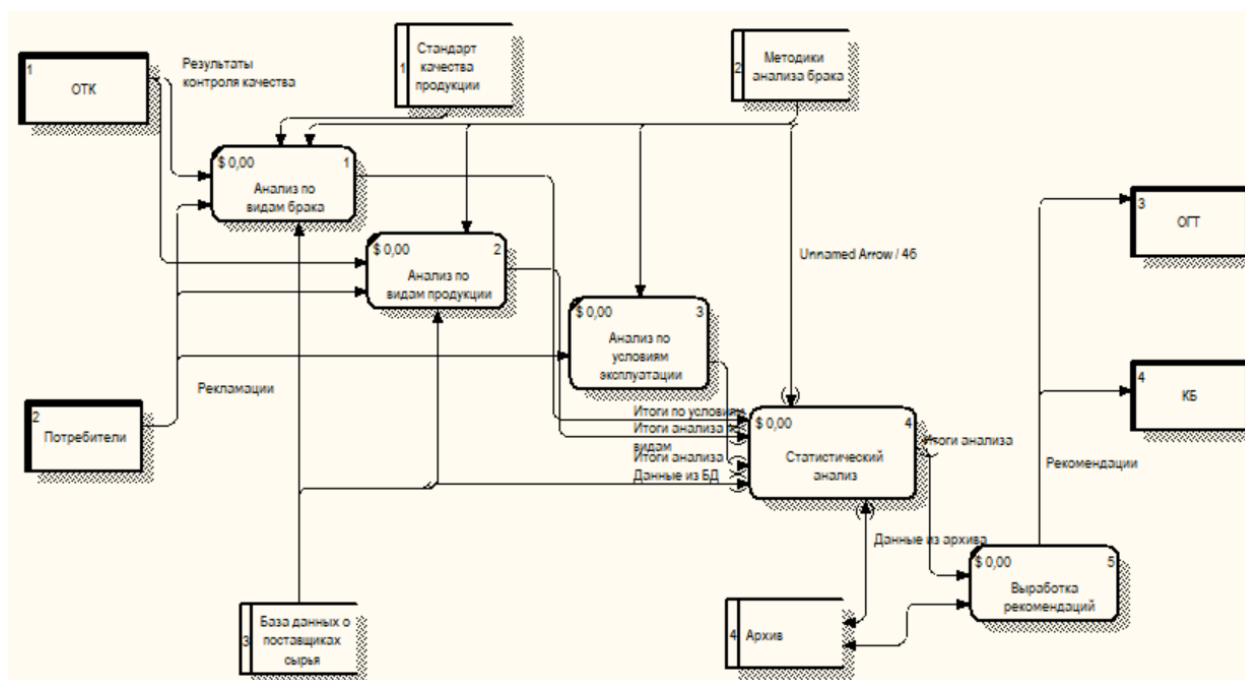 1
ОТК
Результаты
контроля качества
1
Стандарт
качества
продукции
2
Методики
анализа брака
$ 0,00
1
Анализ по
видам брака
$ 0,00
2
Анализ по
видам продукции
$ 0,00
3
Анализ по
условиям
эксплуатации
Unnamed Arrow / 46
3
ОГТ
4
КБ
Рекламации
2
Потребители
Итоги по условиям
Итоги анализа
видам
Итоги анализа
Данные из БД
$ 0,00
4
Статистический
анализ
Итоги анализа
Рекомендации
Данные из архива
$ 0,00
5
Выработка
рекомендаций
3
База данных о
поставщиках
сырья
4
Архив